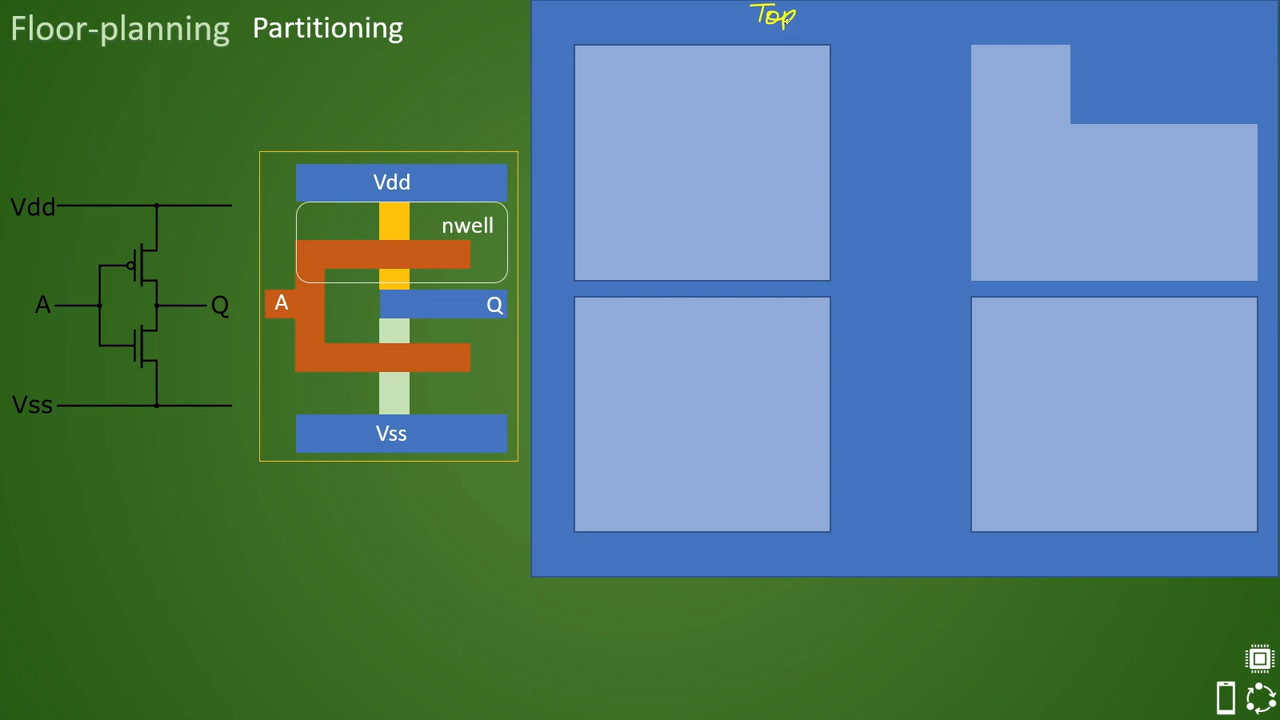 Floor-planning Partitioning
Top
Vdd
A
Q
Vss
Vdd
nwell
A
Q
Vss